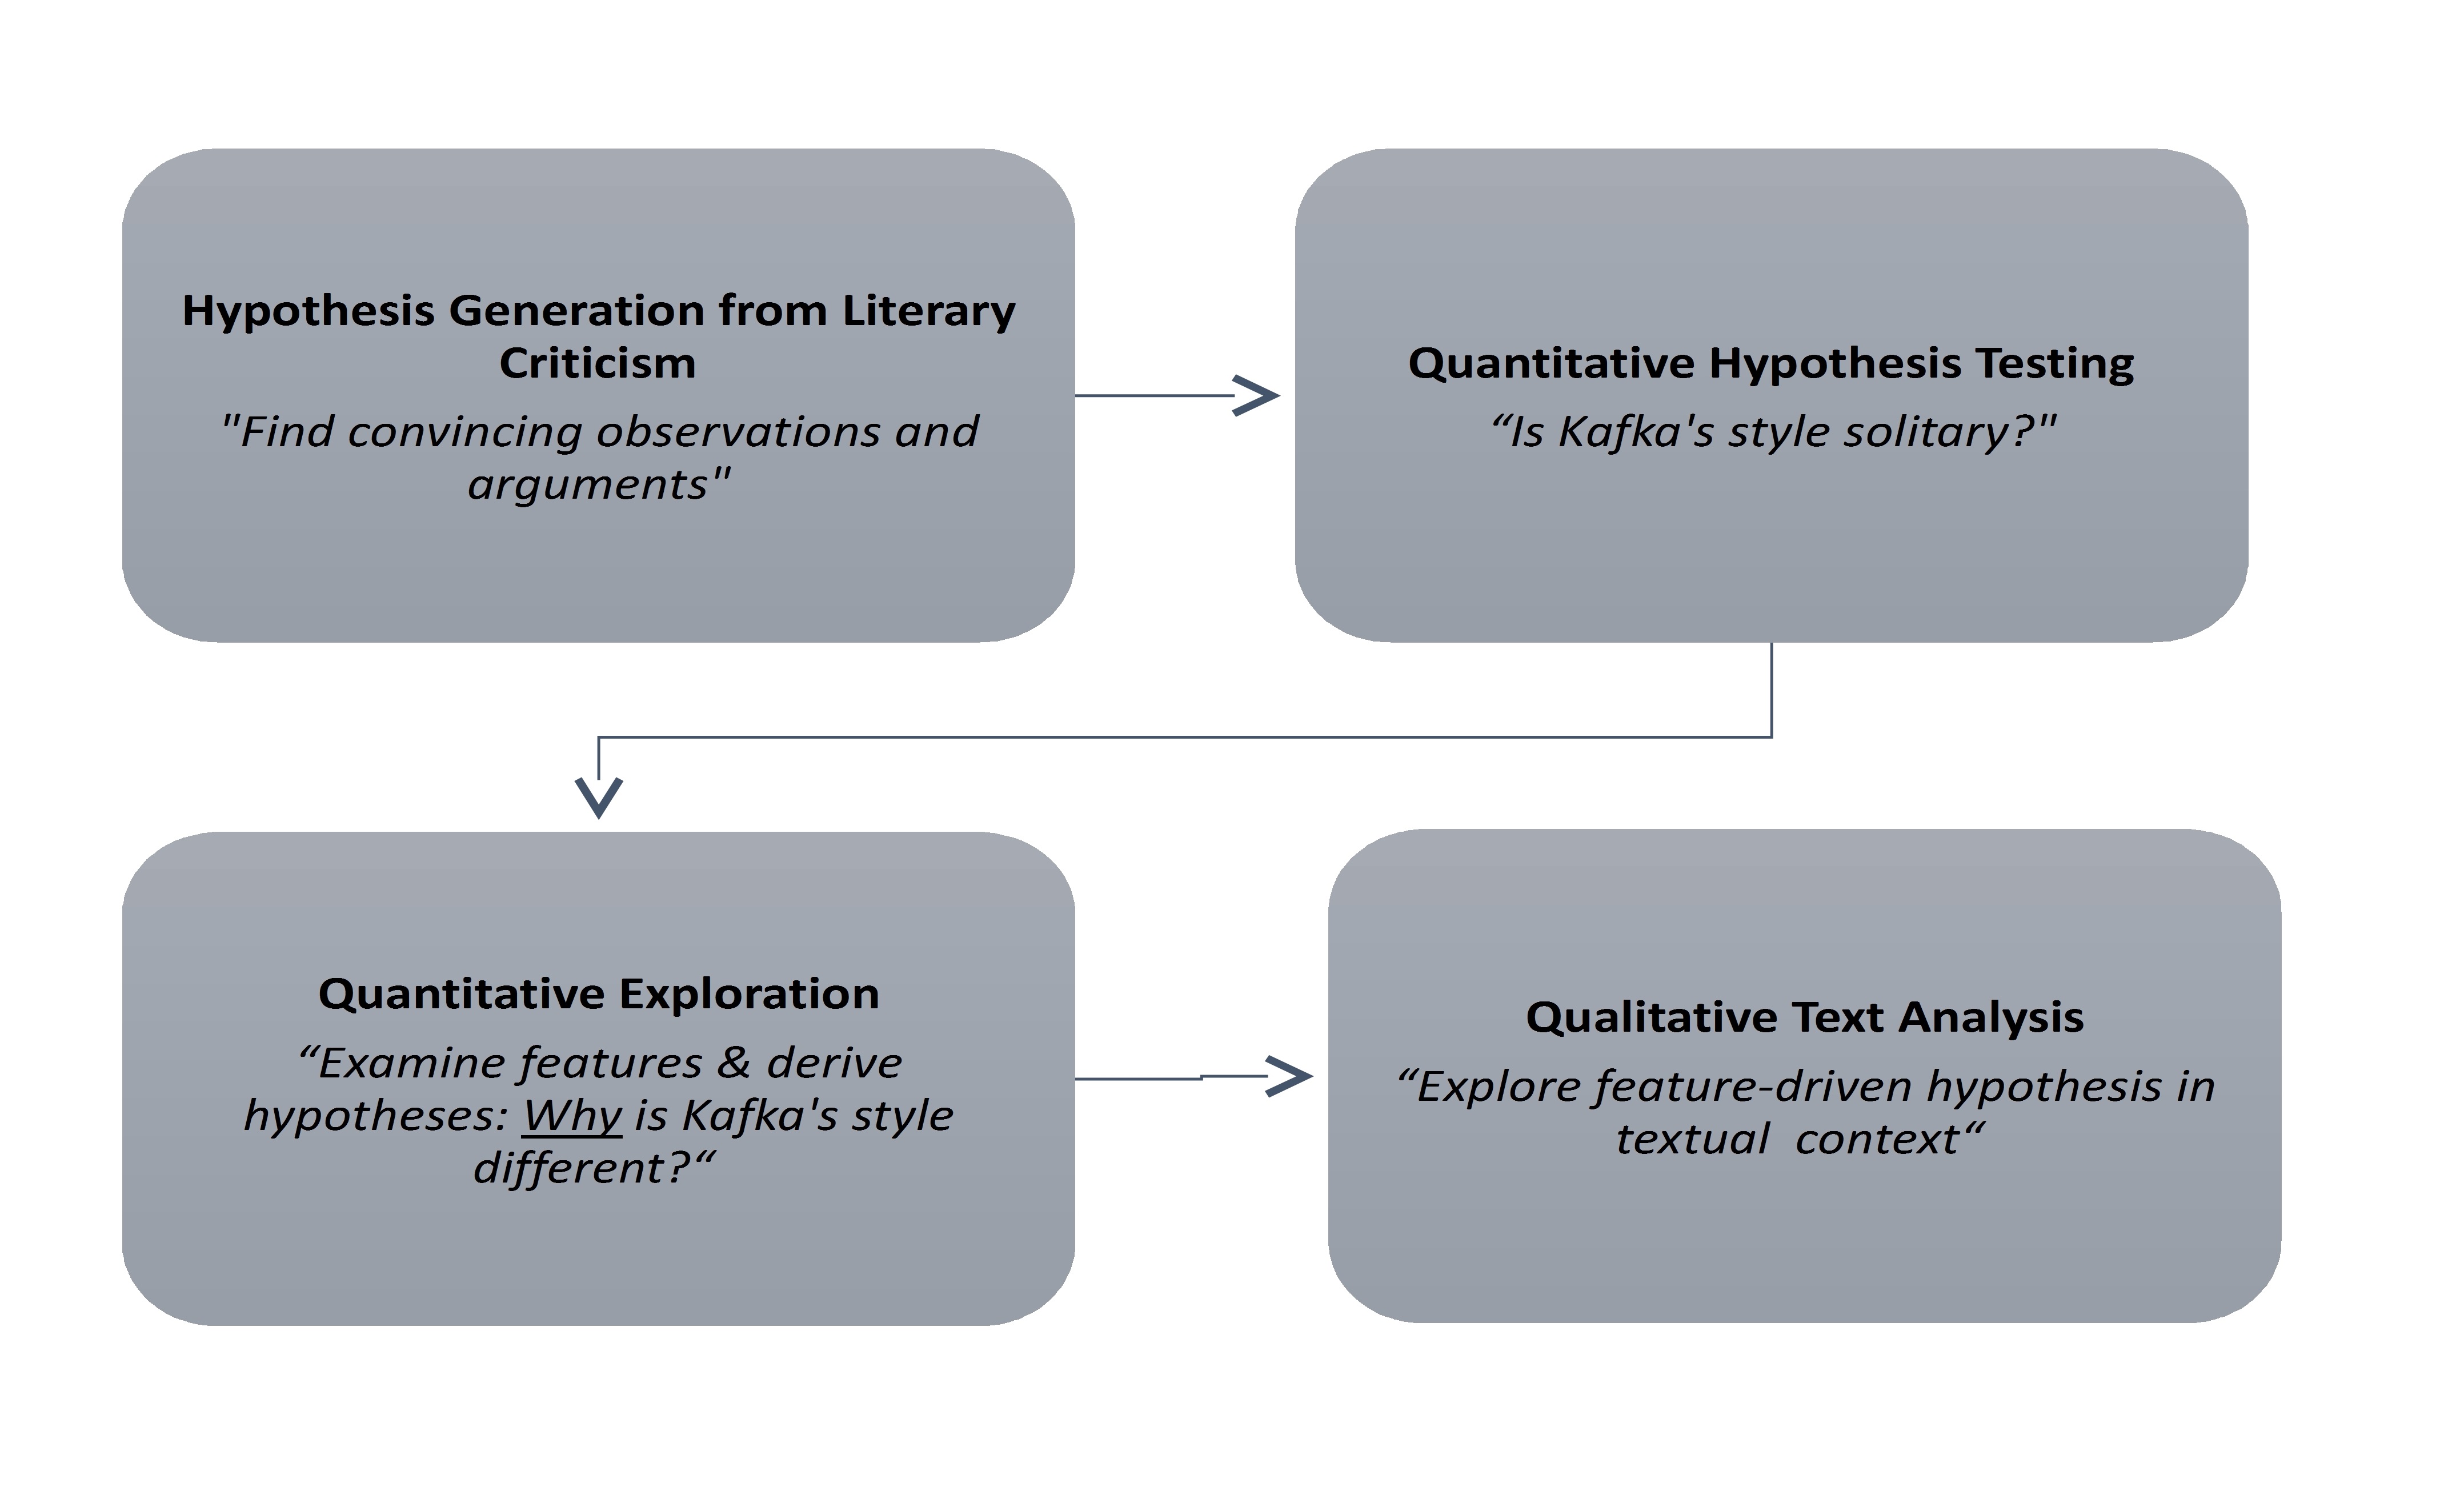 Hypothesis Generation from Literary
Criticism
"Find convincing observations and
arguments"
Quantitative Hypothesis Testing
“Is Kafka's style solitary?"
Quantitative Exploration
“Examine features & derive
hypotheses: Why is Kafka's style
different?“
Qualitative Text Analysis
“Explore feature-driven hypothesis in
textual  context“